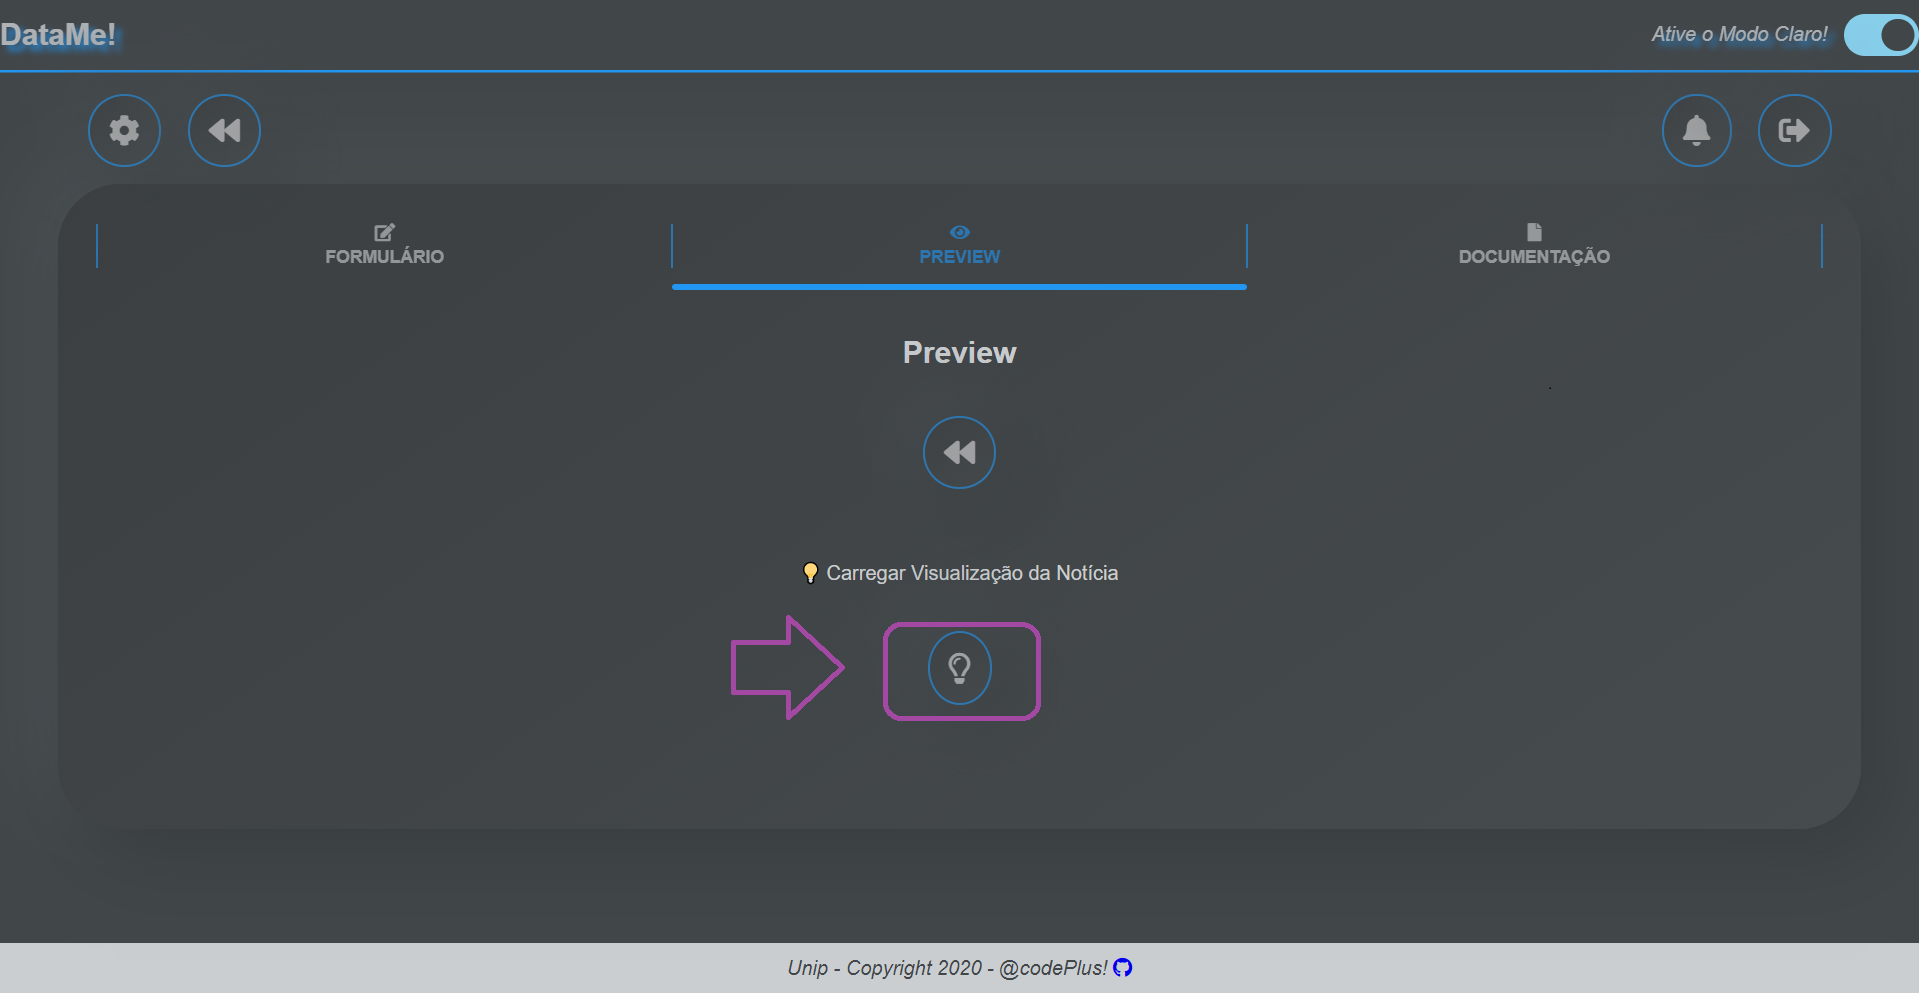 DataMe!
Ative o Modo Claro!
FORMULÁRIO
PREVIEW
DOCUMENTAÇÃO
Preview
Carregar Visualização da Notícia
Unip - Copyright 2020 - @codePlus!